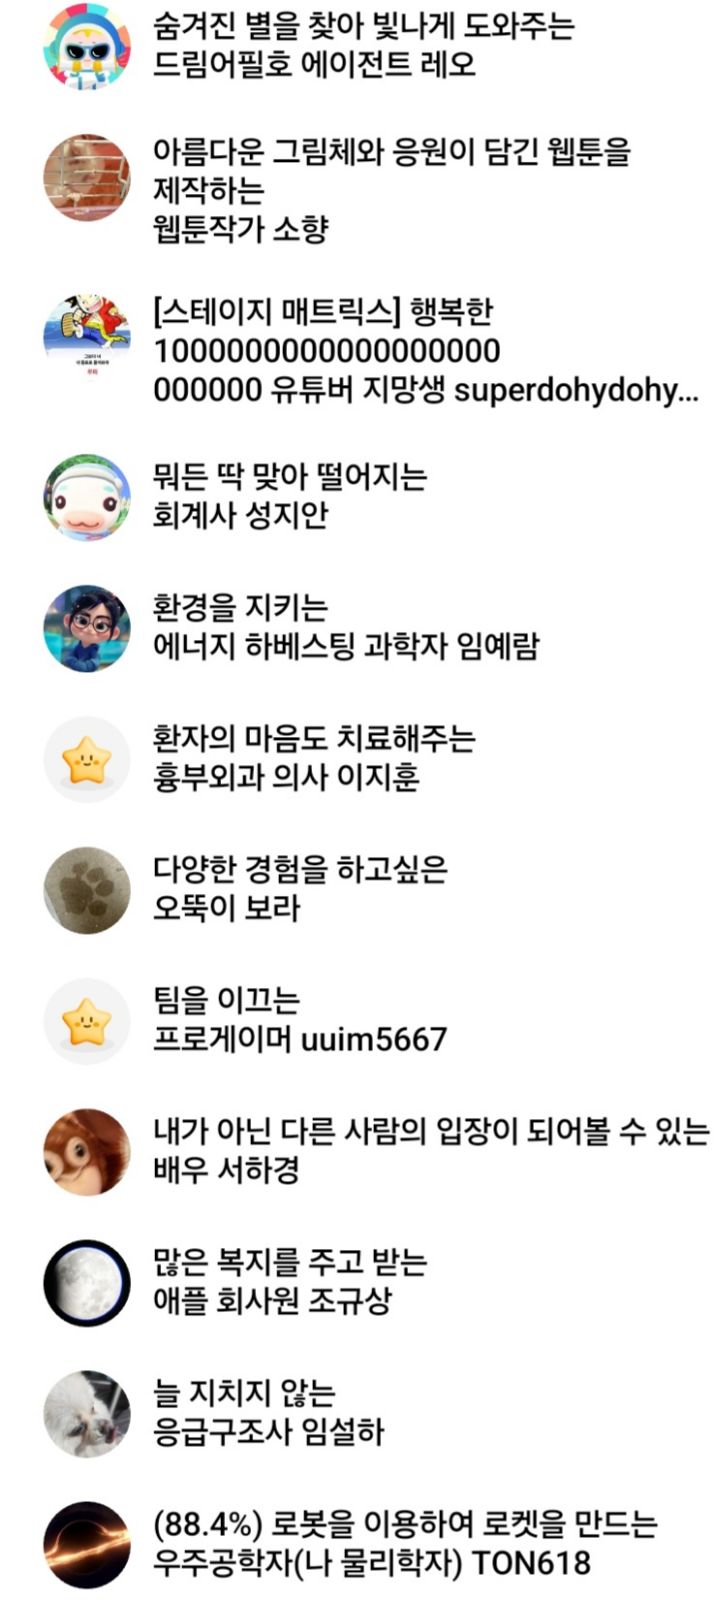 숨겨진 별을 찾아 빛나게 도와주는
드림어필호 에이전트 레오
아름다운 그림체와 응원이 담긴 웹툰을
제작하는
웹툰작가 소향
[스테이지 매트릭스] 행복한
1000000000000000000
000000 유튜버 지망생 superdohydohy...
뭐든 딱 맞아 떨어지는
회계사 성지안
환경을 지키는
에너지 하베스팅 과학자 임예람
환자의 마음도 치료해주는
흉부외과 의사 이지훈
다양한 경험을 하고싶은
오뚝이 보라
팀을 이끄는
프로게이머 uuim5667
내가 아닌 다른 사람의 입장이 되어볼 수 있는
배우 서하경
많은 복지를 주고 받는
애플 회사원 조규상
늘 지치지 않는
응급구조사 임설하
(88.4%) 로봇을 이용하여 로켓을 만드는
우주공학자(나 물리학자) TON618